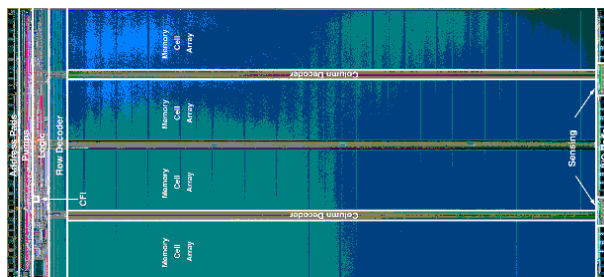 Address Pads
Pumps
Logic
Row Decoder
CFI
Memory
Cell
Array
Column Decoder
Memory
Cell
Array
Memory
Cell
Array
Column Decoder
Memory
Cell
Array
Sensing